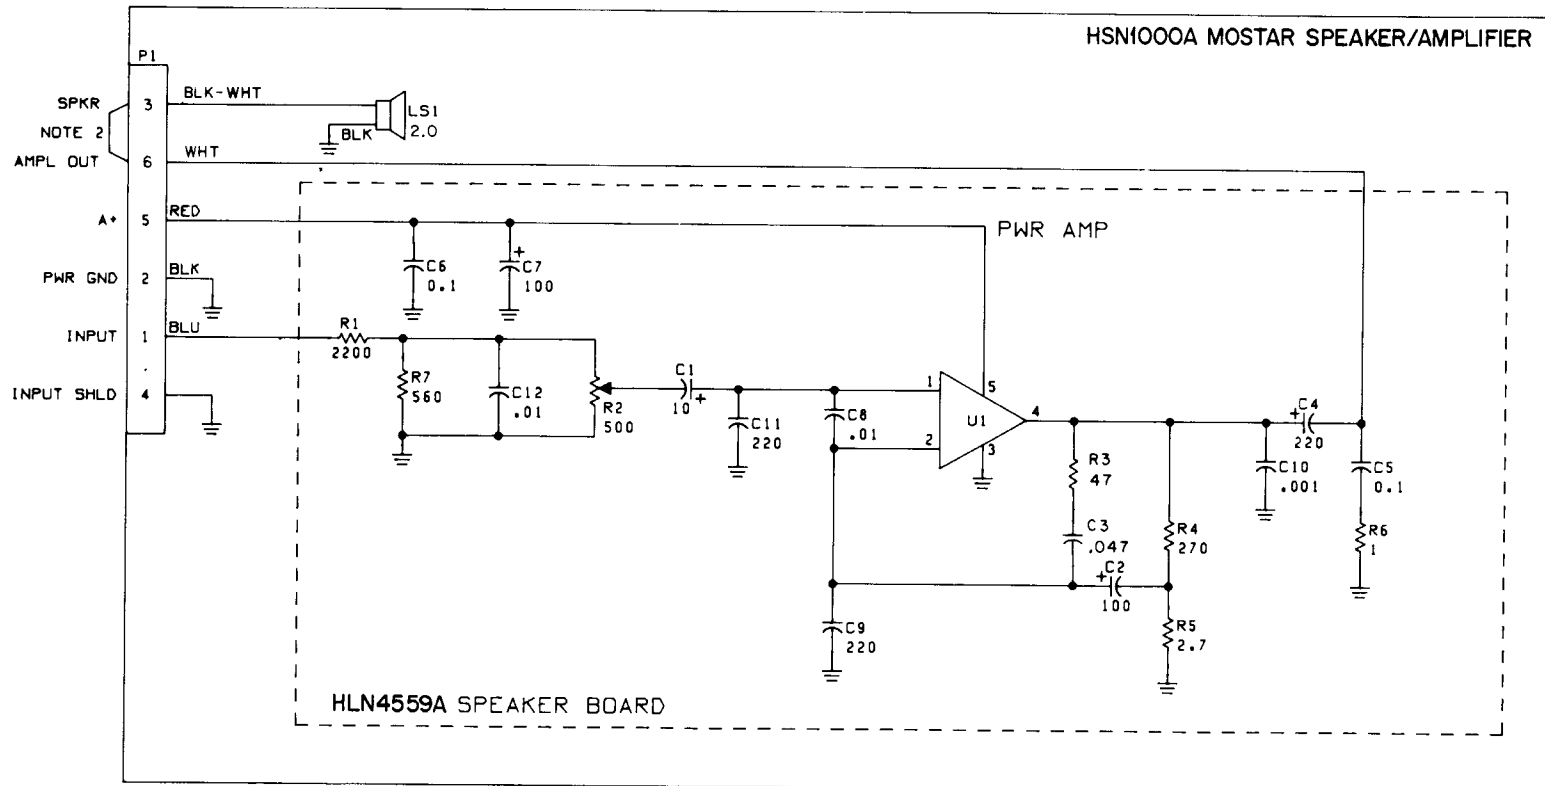 HSN1000A MOSTAR SPEAKER/AMPLIFIER
P1
SPKR 3 BLK-WHT
LS1
2.0
BLK
NOTE 2
AMPL OUT 6 WHT
A+ 5 RED
PWR AMP
PWR GND 2 BLK
+
C6
0.1
C7
100
INPUT 1 BLU
R1
2200
INPUT SHLD 4
R7
560
C12
.01
R2
500
C1
10 +
C11
220
C8
.01
1
2
5
U1
3
4
R3
47
C3
.047
+ C2
100
R4
270
R5
2.7
C10
.001
+ C4
220
C5
0.1
R6
1
C9
220
HLN4559A SPEAKER BOARD